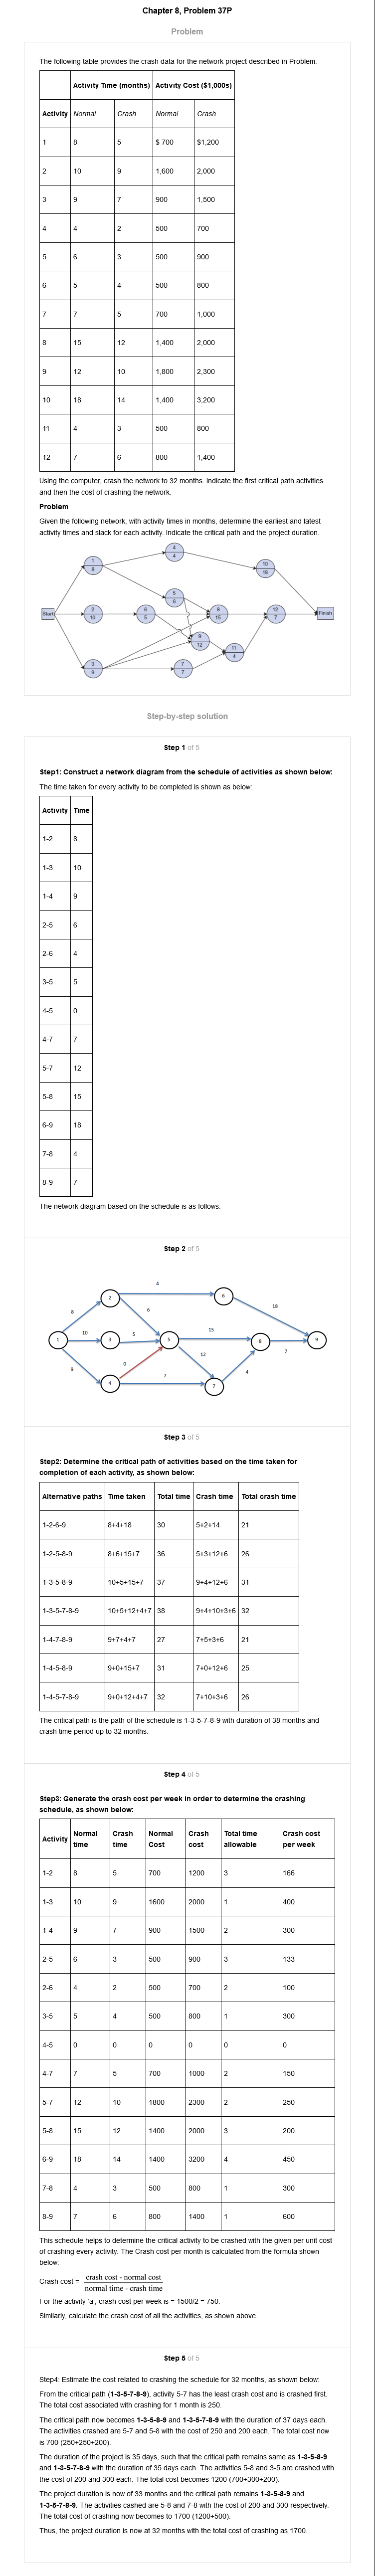 Chapter 8, Problem 37P
Problem
The following table provides the crash data for the network project described in Problem:
Activity Time (months) Activity Cost ($1,000s)
Activity Normal Crash Normal Crash
1 8 5 $ 700 $1,200
2 10 9 1,600 2,000
3 9 7 900 1,500
4 4 2 500 700
5 6 3 500 900
6 5 4 500 800
7 7 5 700 1,000
8 15 12 1,400 2,000
9 12 10 1,800 2,300
10 18 14 1,400 3,200
11 4 3 500 800
12 7 6 800 1,400
Using the computer, crash the network to 32 months. Indicate the first critical path activities
and then the cost of crashing the network.
Problem
Given the following network, with activity times in months, determine the earliest and latest
activity times and slack for each activity. Indicate the critical path and the project duration.
4
4
1
8
10
18
5
6
Start
2
10
6
5
8
15
12
7
Finish
9
12
11
4
3
9
7
7
Step-by-step solution
Step 1 of 5
Step1: Construct a network diagram from the schedule of activities as shown below:
The time taken for every activity to be completed is shown as below:
Activity Time
1-2 8
1-3 10
1-4 9
2-5 6
2-6 4
3-5 5
4-5 0
4-7 7
5-7 12
5-8 15
6-9 18
7-8 4
8-9 7
The network diagram based on the schedule is as follows:
Step 2 of 5
4
2
6
8
6
18
10
5
15
1
3
5
8
9
12
7
9
0
7
4
4
7
Step 3 of 5
Step2: Determine the critical path of activities based on the time taken for
completion of each activity, as shown below:
Alternative paths Time taken Total time Crash time Total crash time
1-2-6-9 8+4+18 30 5+2+14 21
1-2-5-8-9 8+6+15+7 36 5+3+12+6 26
1-3-5-8-9 10+5+15+7 37 9+4+12+6 31
1-3-5-7-8-9 10+5+12+4+7 38 9+4+10+3+6 32
1-4-7-8-9 9+7+4+7 27 7+5+3+6 21
1-4-5-8-9 9+0+15+7 31 7+0+12+6 25
1-4-5-7-8-9 9+0+12+4+7 32 7+10+3+6 26
The critical path is the path of the schedule is 1-3-5-7-8-9 with duration of 38 months and
crash time period up to 32 months.
Step 4 of 5
Step3: Generate the crash cost per week in order to determine the crashing
schedule, as shown below:
Activity Normal time Crash time Normal Cost Crash cost Total time allowable Crash cost per week
1-2 8 5 700 1200 3 166
1-3 10 9 1600 2000 1 400
1-4 9 7 900 1500 2 300
2-5 6 3 500 900 3 133
2-6 4 2 500 700 2 100
3-5 5 4 500 800 1 300
4-5 0 0 0 0 0 0
4-7 7 5 700 1000 2 150
5-7 12 10 1800 2300 2 250
5-8 15 12 1400 2000 3 200
6-9 18 14 1400 3200 4 450
7-8 4 3 500 800 1 300
8-9 7 6 800 1400 1 600
This schedule helps to determine the critical activity to be crashed with the given per unit cost
of crashing every activity. The Crash cost per month is calculated from the formula shown
below:
Crash cost = crash cost - normal cost
normal time - crash time
For the activity 'a', crash cost per week is = 1500/2 = 750.
Similarly, calculate the crash cost of all the activities, as shown above.
Step 5 of 5
Step4: Estimate the cost related to crashing the schedule for 32 months, as shown below:
From the critical path (1-3-5-7-8-9), activity 5-7 has the least crash cost and is crashed first.
The total cost associated with crashing for 1 month is 250.
The critical path now becomes 1-3-5-8-9 and 1-3-5-7-8-9 with the duration of 37 days each.
The activities crashed are 5-7 and 5-8 with the cost of 250 and 200 each. The total cost now
is 700 (250+250+200).
The duration of the project is 35 days, such that the critical path remains same as 1-3-5-8-9
and 1-3-5-7-8-9 with the duration of 35 days each. The activities 5-8 and 3-5 are crashed with
the cost of 200 and 300 each. The total cost becomes 1200 (700+300+200).
The project duration is now of 33 months and the critical path remains 1-3-5-8-9 and
1-3-5-7-8-9. The activities cashed are 5-8 and 7-8 with the cost of 200 and 300 respectively.
The total cost of crashing now becomes to 1700 (1200+500).
Thus, the project duration is now at 32 months with the total cost of crashing as 1700.